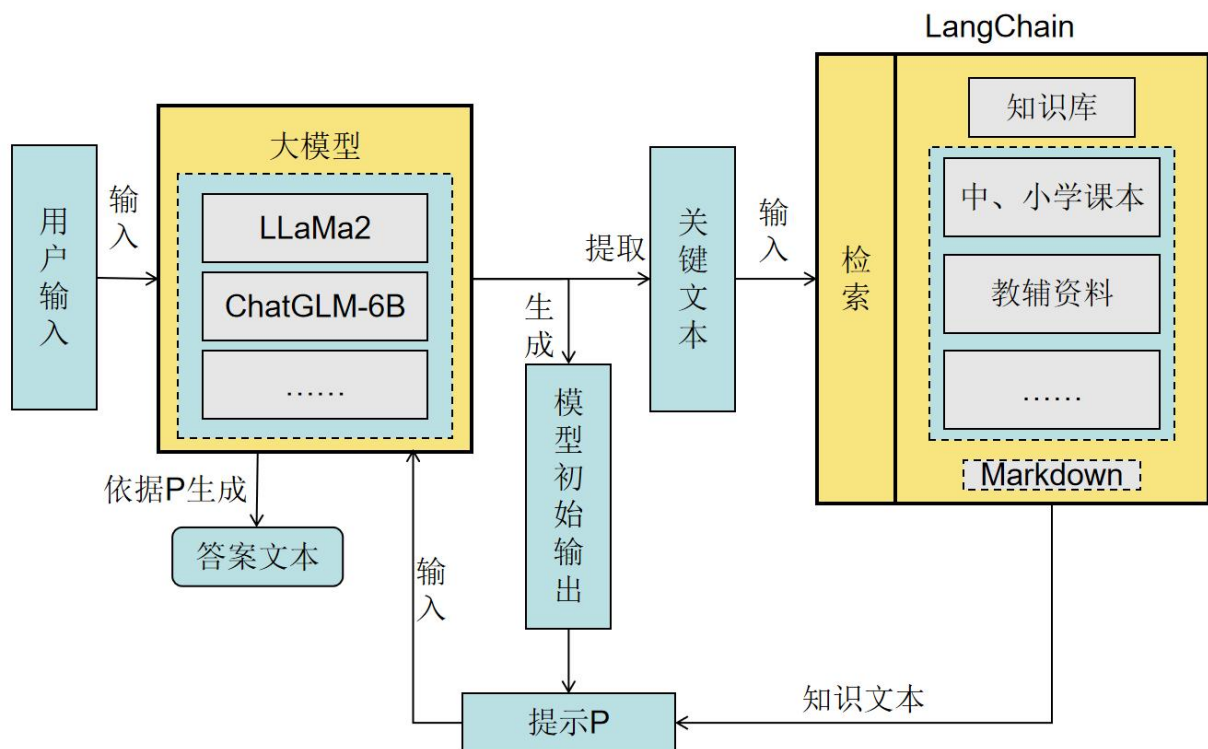 LangChain
知识库
大模型
用户输入
输入
LLaMa2
ChatGLM-6B
……
提取
生成
关键文本
输入
检索
中、小学课本
教辅资料
……
Markdown
依据P生成
答案文本
模型初始输出
输入
知识文本
提示P